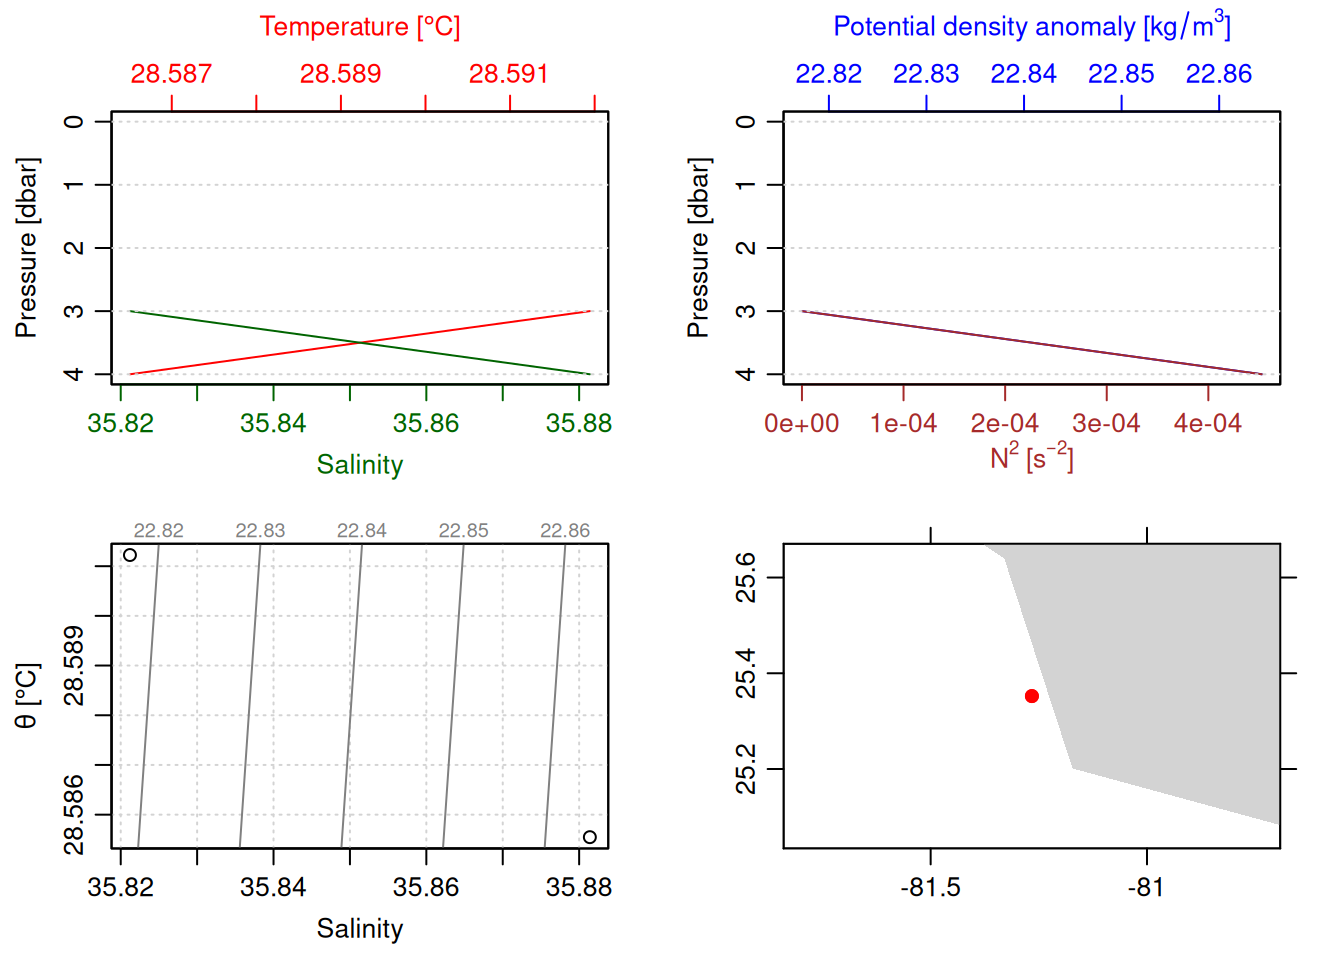 Temperature [°C]
28.587 28.589 28.591
Pressure [dbar]
0
1
2
3
4
35.82 35.84 35.86 35.88
Salinity
Potential density anomaly [kg/m³]
22.82 22.83 22.84 22.85 22.86
Pressure [dbar]
0
1
2
3
4
0e+00 1e-04 2e-04 3e-04 4e-04
N² [s⁻²]
22.82 22.83 22.84 22.85 22.86
θ [°C]
28.589
28.586
35.82 35.84 35.86 35.88
Salinity
25.6
25.4
25.2
-81.5 -81